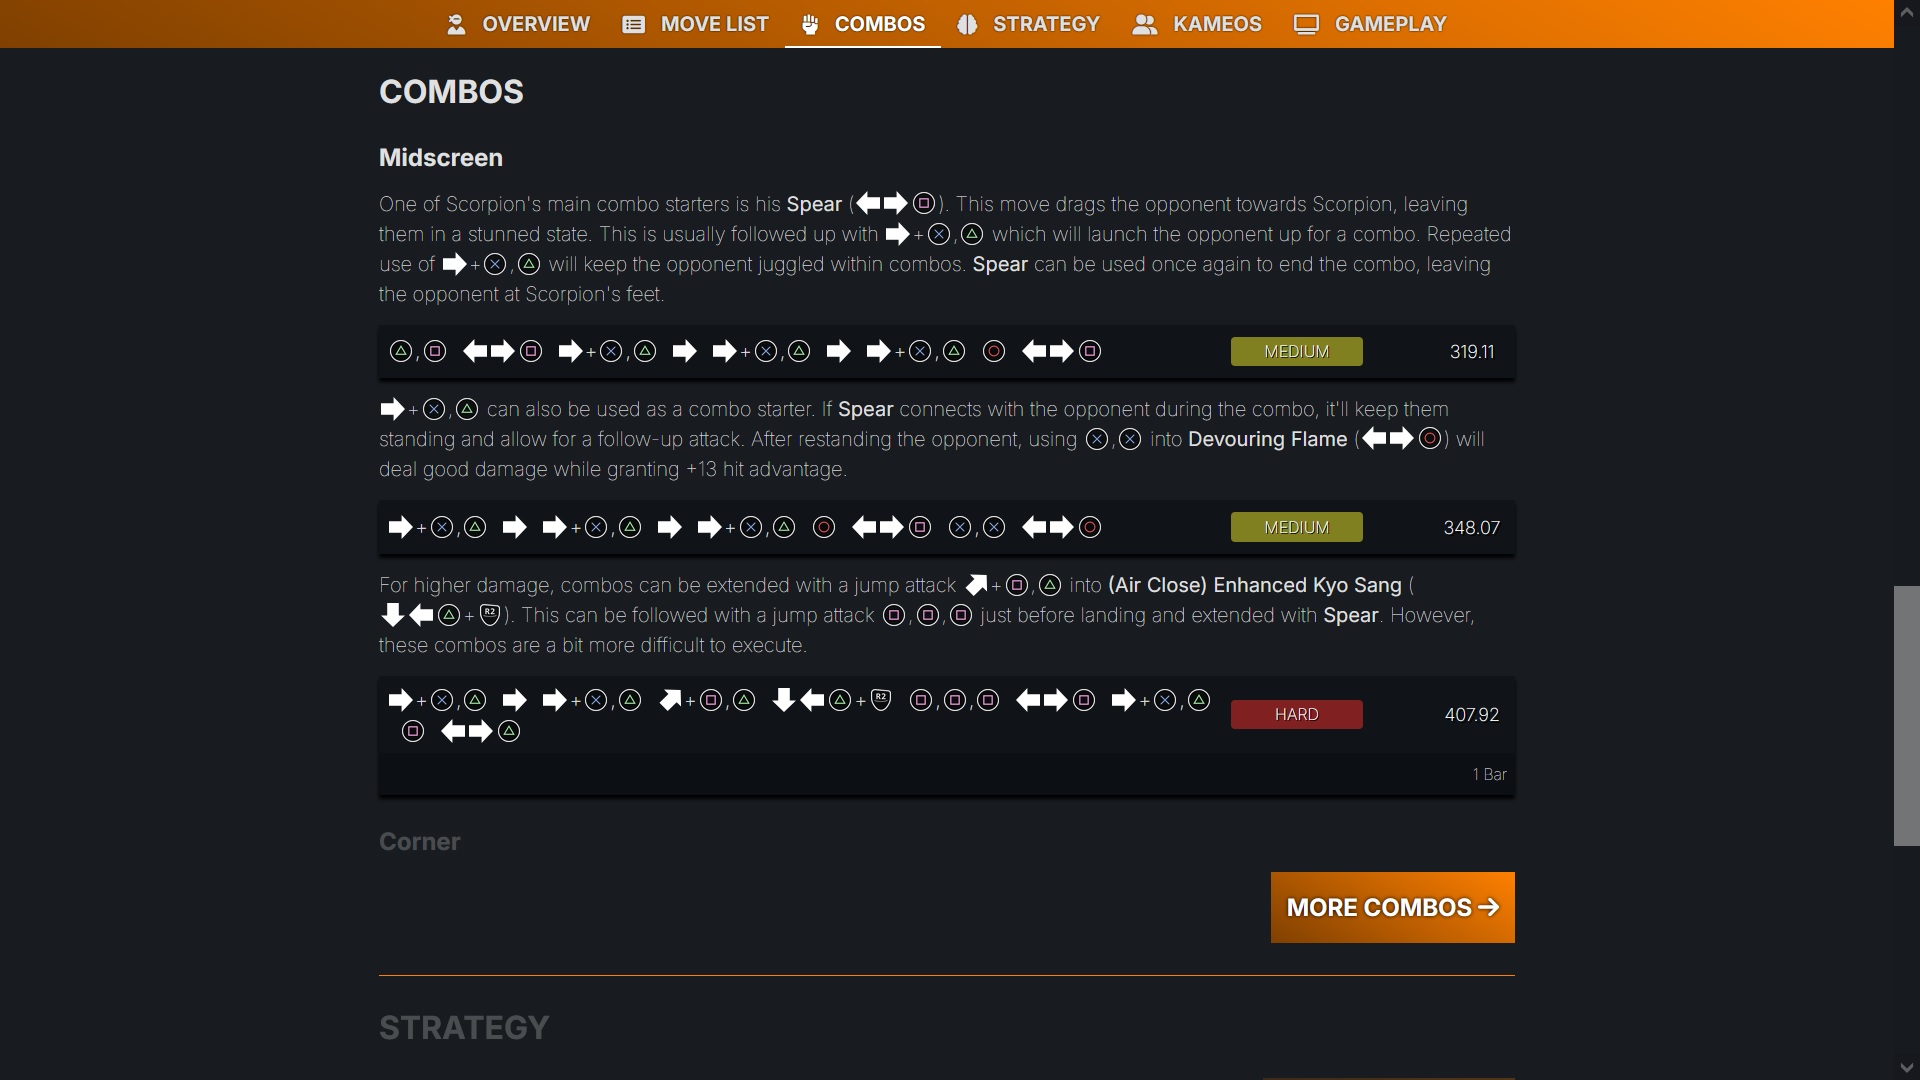 OVERVIEW MOVE LIST COMBOS STRATEGY KAMEOS GAMEPLAY
COMBOS
Midscreen
One of Scorpion's main combo starters is his Spear (⬅➡□). This move drags the opponent towards Scorpion, leaving
them in a stunned state. This is usually followed up with ➡+✕,△ which will launch the opponent up for a combo. Repeated
use of ➡+✕,△ will keep the opponent juggled within combos. Spear can be used once again to end the combo, leaving
the opponent at Scorpion's feet.
△,□ ⬅➡□ ➡+✕,△ ➡ ➡+✕,△ ➡ ➡+✕,△ ○ ⬅➡□ MEDIUM 319.11
➡+✕,△ can also be used as a combo starter. If Spear connects with the opponent during the combo, it'll keep them
standing and allow for a follow-up attack. After restanding the opponent, using ✕,✕ into Devouring Flame (⬅➡○) will
deal good damage while granting +13 hit advantage.
➡+✕,△ ➡ ➡+✕,△ ➡ ➡+✕,△ ○ ⬅➡□ ✕,✕ ⬅➡○ MEDIUM 348.07
For higher damage, combos can be extended with a jump attack ⬈+□,△ into (Air Close) Enhanced Kyo Sang (
⬇⬅△+R2). This can be followed with a jump attack □,□,□ just before landing and extended with Spear. However,
these combos are a bit more difficult to execute.
➡+✕,△ ➡ ➡+✕,△ ⬈+□,△ ⬇⬅△+R2 □,□,□ ⬅➡□ ➡+✕,△ HARD 407.92
□ ⬅➡△
1 Bar
Corner
MORE COMBOS →
STRATEGY